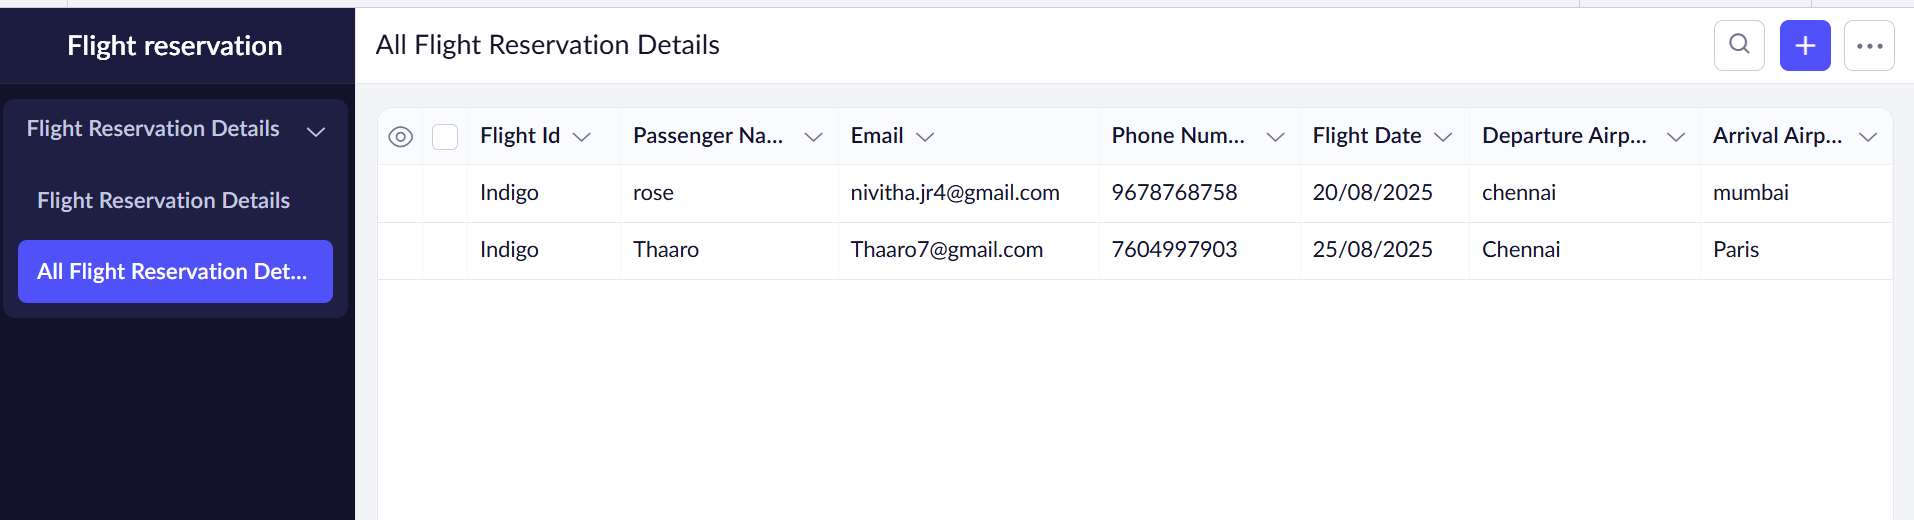 Flight reservation
Flight Reservation Details
Flight Reservation Details
All Flight Reservation Det...
All Flight Reservation Details
Flight Id Passenger Na... Email Phone Num... Flight Date Departure Airp... Arrival Airp...
Indigo rose nivitha.jr4@gmail.com 9678768758 20/08/2025 chennai mumbai
Indigo Thaaro Thaaro7@gmail.com 7604997903 25/08/2025 Chennai Paris